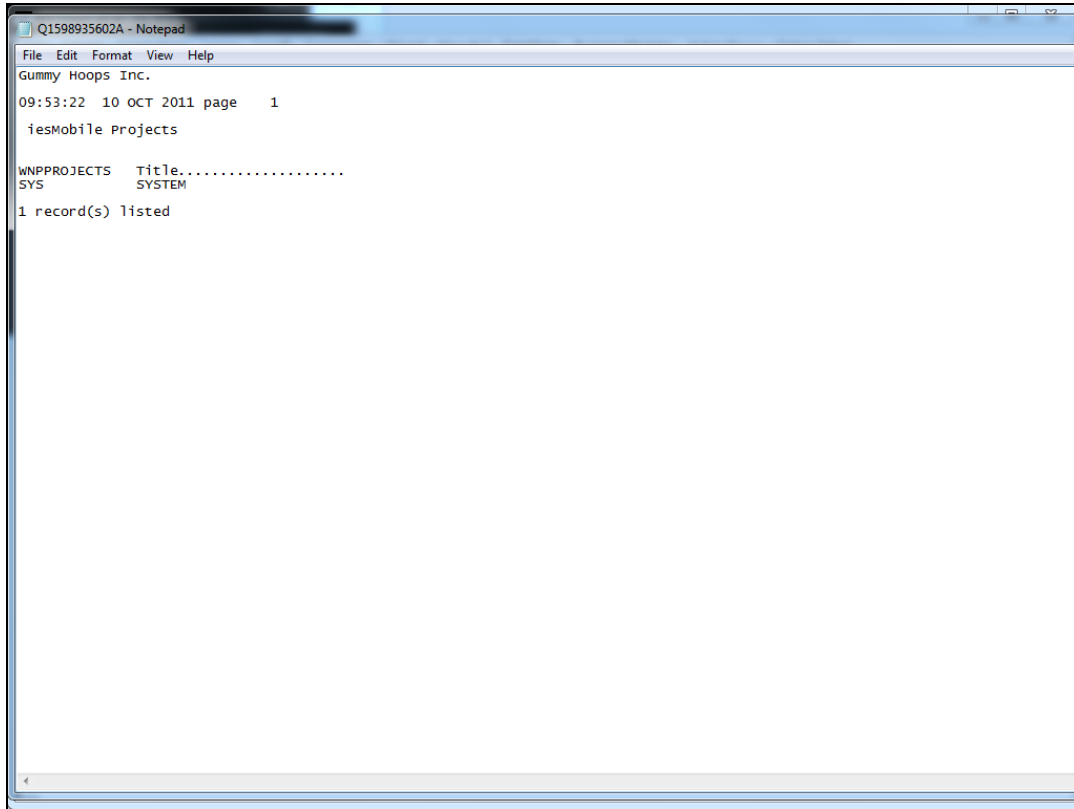 Q1598935602A - Notepad
File Edit Format View Help
Gummy Hoops Inc.
09:53:22  10 OCT 2011 page    1
iesMobile Projects
WNPPROJECTS   Title....................
SYS           SYSTEM
1 record(s) listed